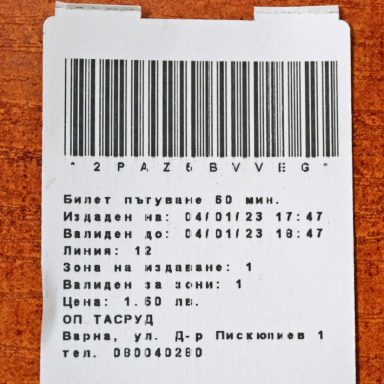 *2PAZ6BVVEG*
Билет пътуване 60 мин.
Издаден на: 04/01/23 17:47
Валиден до: 04/01/23 18:47
Линия: 12
Зона на издаване: 1
Валиден за зони: 1
Цена: 1.60 лв.
ОП ТАСРУД
Варна, ул. Д-р Пискюлиев 1
тел. 080040280